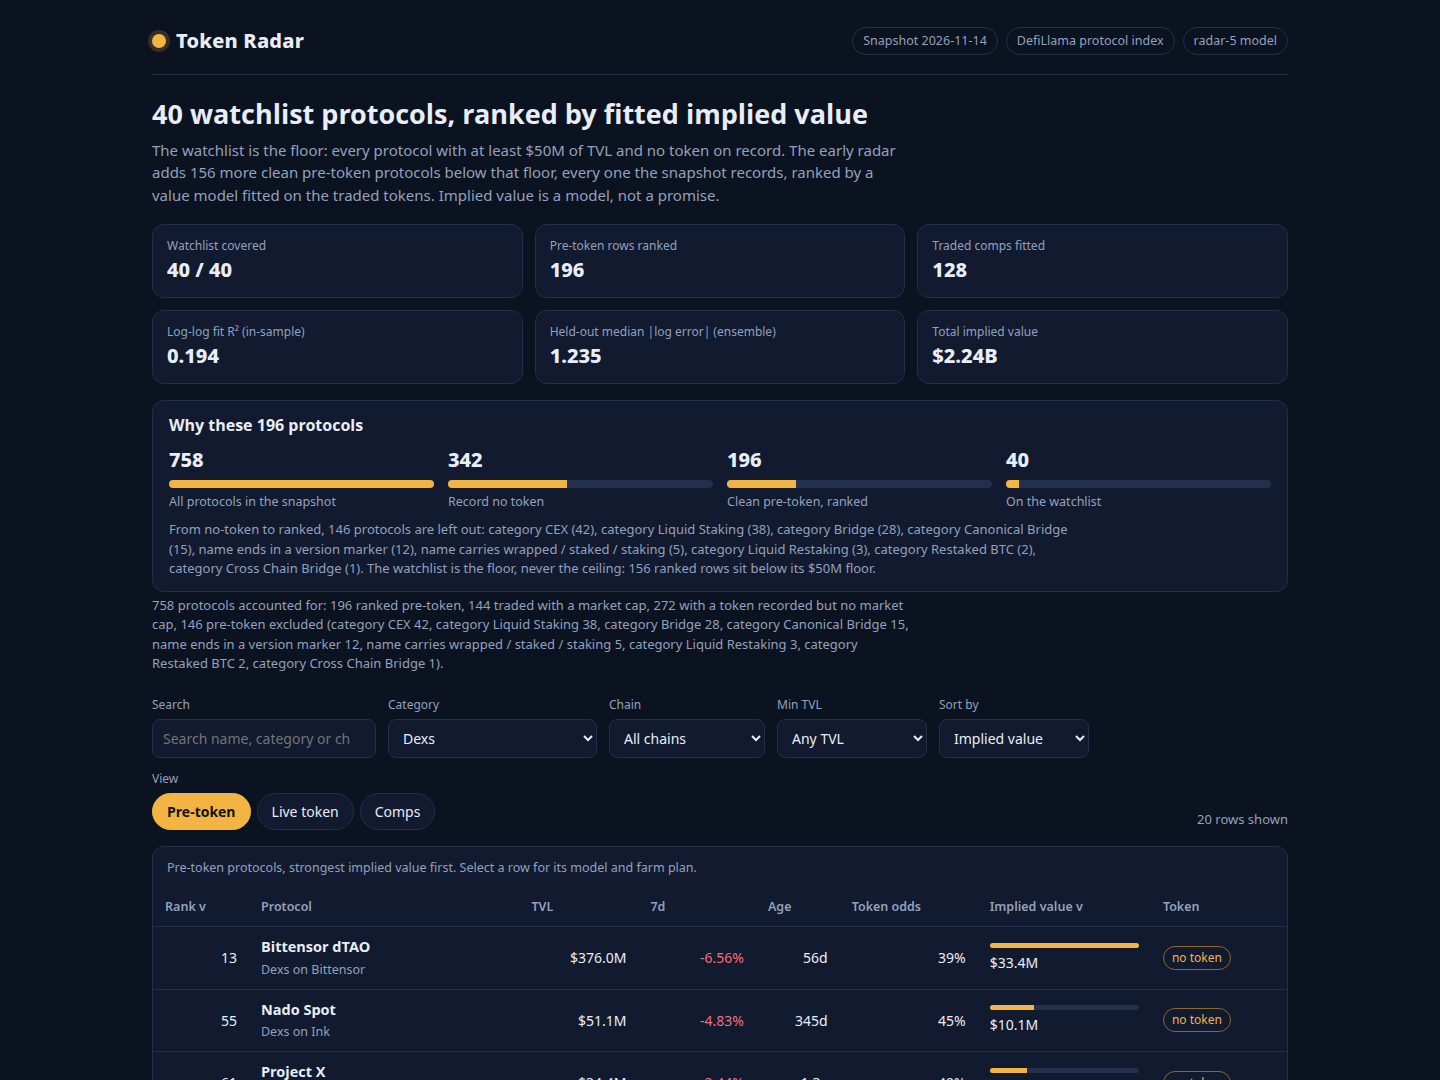 Token Radar
Snapshot 2026-11-14
DefiLlama protocol index
radar-5 model
40 watchlist protocols, ranked by fitted implied value
The watchlist is the floor: every protocol with at least $50M of TVL and no token on record. The early radar
adds 156 more clean pre-token protocols below that floor, every one the snapshot records, ranked by a
value model fitted on the traded tokens. Implied value is a model, not a promise.
Watchlist covered
40 / 40
Pre-token rows ranked
196
Traded comps fitted
128
Log-log fit R² (in-sample)
0.194
Held-out median |log error| (ensemble)
1.235
Total implied value
$2.24B
Why these 196 protocols
758
All protocols in the snapshot
342
Record no token
196
Clean pre-token, ranked
40
On the watchlist
From no-token to ranked, 146 protocols are left out: category CEX (42), category Liquid Staking (38), category Bridge (28), category Canonical Bridge
(15), name ends in a version marker (12), name carries wrapped / staked / staking (5), category Liquid Restaking (3), category Restaked BTC (2),
category Cross Chain Bridge (1). The watchlist is the floor, never the ceiling: 156 ranked rows sit below its $50M floor.
758 protocols accounted for: 196 ranked pre-token, 144 traded with a market cap, 272 with a token recorded but no market
cap, 146 pre-token excluded (category CEX 42, category Liquid Staking 38, category Bridge 28, category Canonical Bridge 15,
name ends in a version marker 12, name carries wrapped / staked / staking 5, category Liquid Restaking 3, category
Restaked BTC 2, category Cross Chain Bridge 1).
Search
Search name, category or ch
Category
Dexs
Chain
All chains
Min TVL
Any TVL
Sort by
Implied value
View
Pre-token
Live token
Comps
20 rows shown
Pre-token protocols, strongest implied value first. Select a row for its model and farm plan.
Rank v Protocol TVL 7d Age Token odds Implied value v Token
13 Bittensor dTAO Dexs on Bittensor $376.0M -6.56% 56d 39% $33.4M no token
55 Nado Spot Dexs on Ink $51.1M -4.83% 345d 45% $10.1M no token
Project X